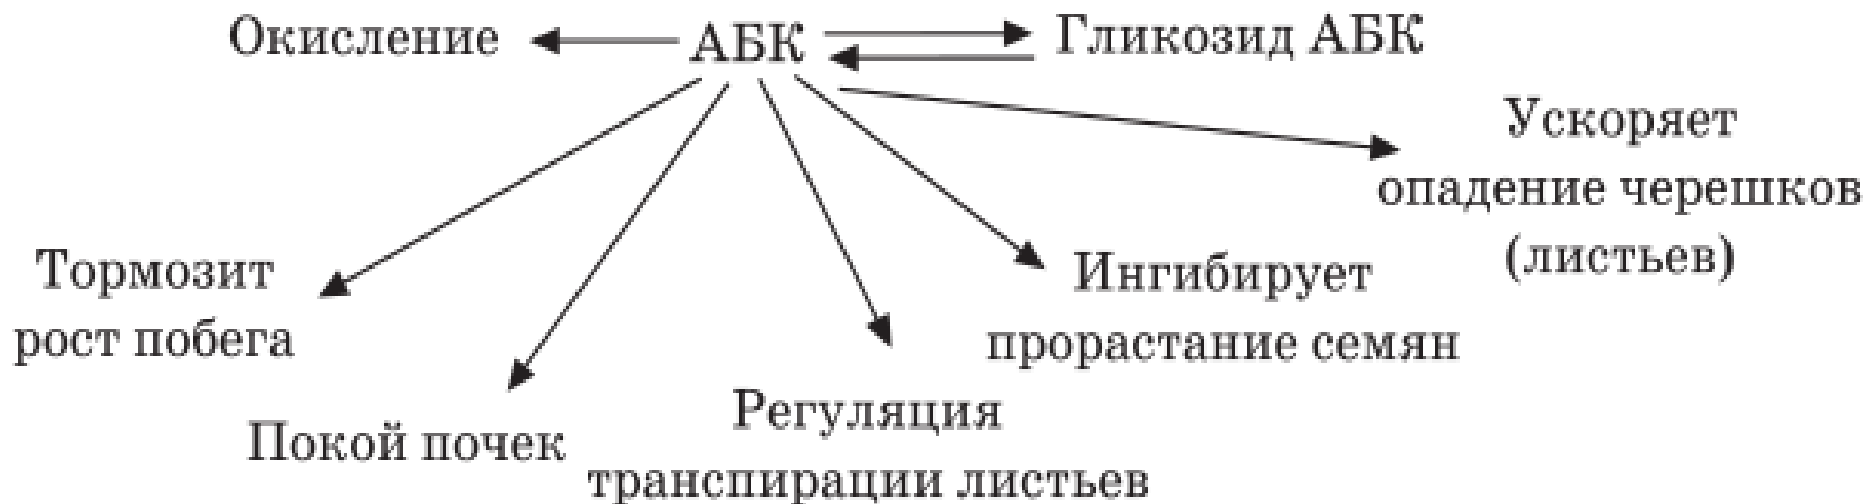 Окисление АБК Гликозид АБК
Ускоряет
опадение черешков
(листьев)
Тормозит
рост побега
Ингибирует
прорастание семян
Покой почек
Регуляция
транспирации листьев